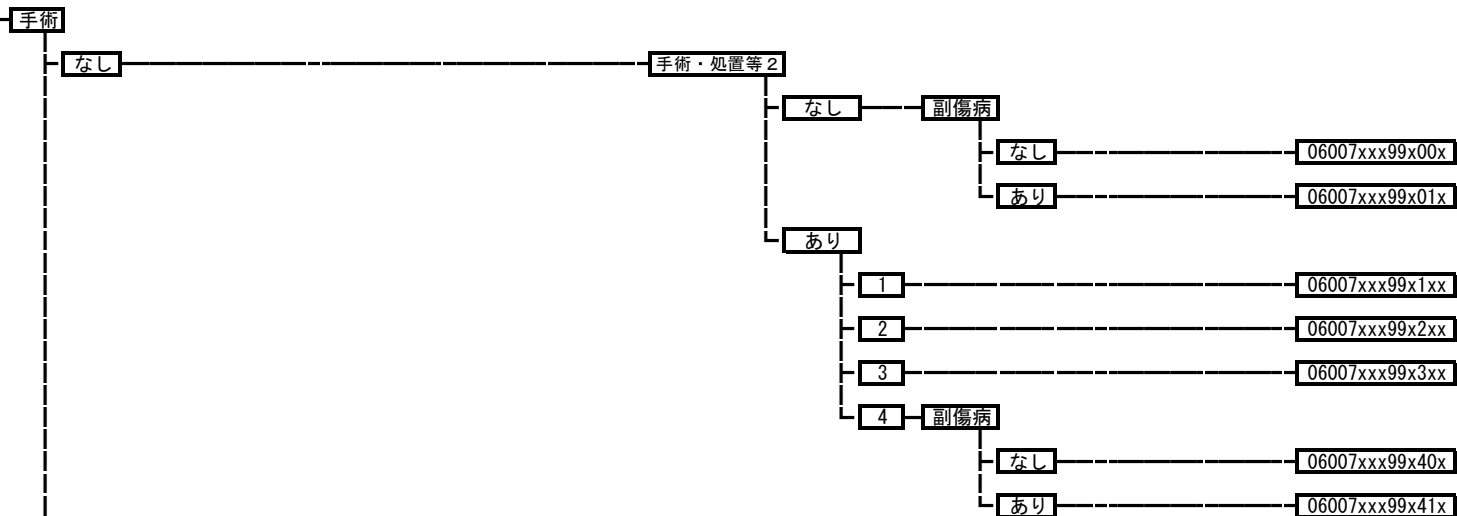 手術
なし 手術・処置等２
なし 副傷病
なし 06007xxx99x00x
あり 06007xxx99x01x
あり
1 06007xxx99x1xx
2 06007xxx99x2xx
3 06007xxx99x3xx
4 副傷病
なし 06007xxx99x40x
あり 06007xxx99x41x